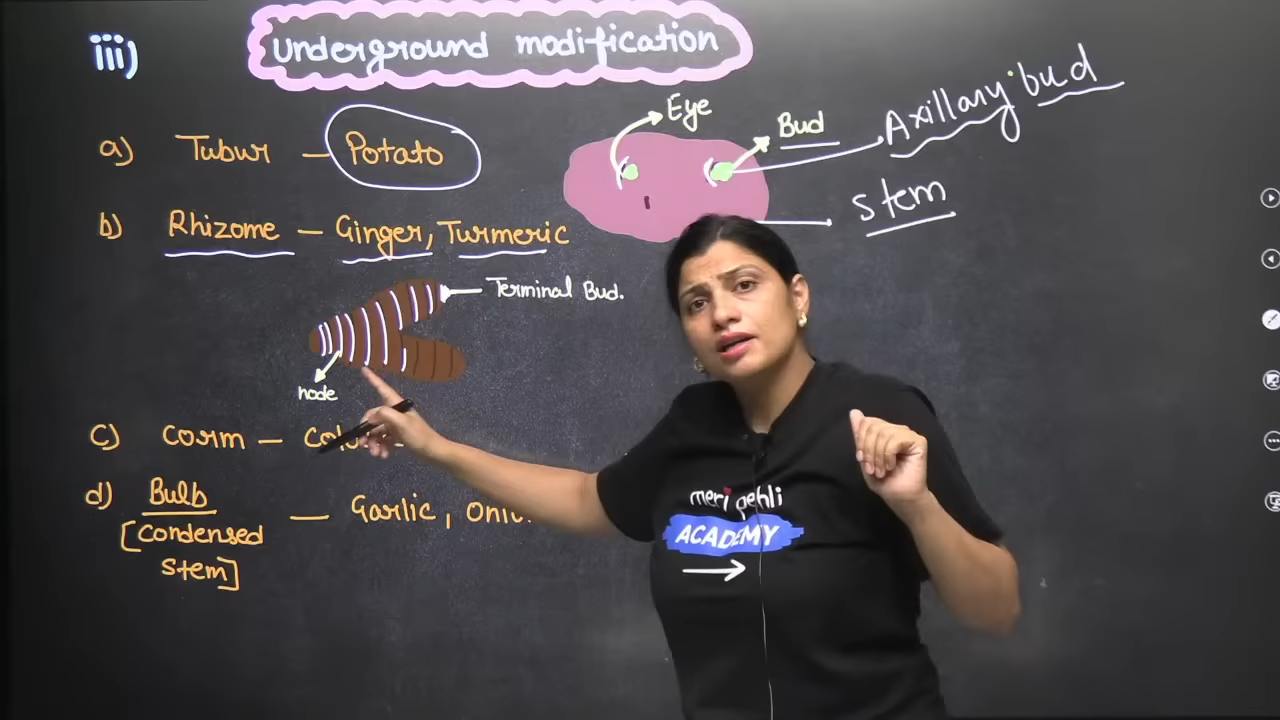 iii) Underground modification
a) Tubur – Potato
Eye
Bud
Axillary bud
stem
b) Rhizome – Ginger, Turmeric
Terminal Bud.
node
c) Corm –
d) Bulb – Garlic,
[Condensed
stem]
meri pehli
ACADEMY